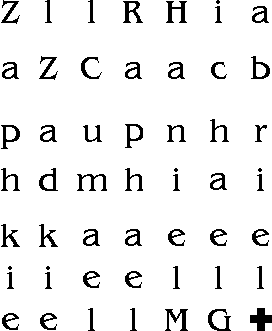 Z l l R H i a
a Z C a a c b
p a u p n h r
h d m h i a i
k k a a e e e
i i e e l l l
e e l l M G ✚